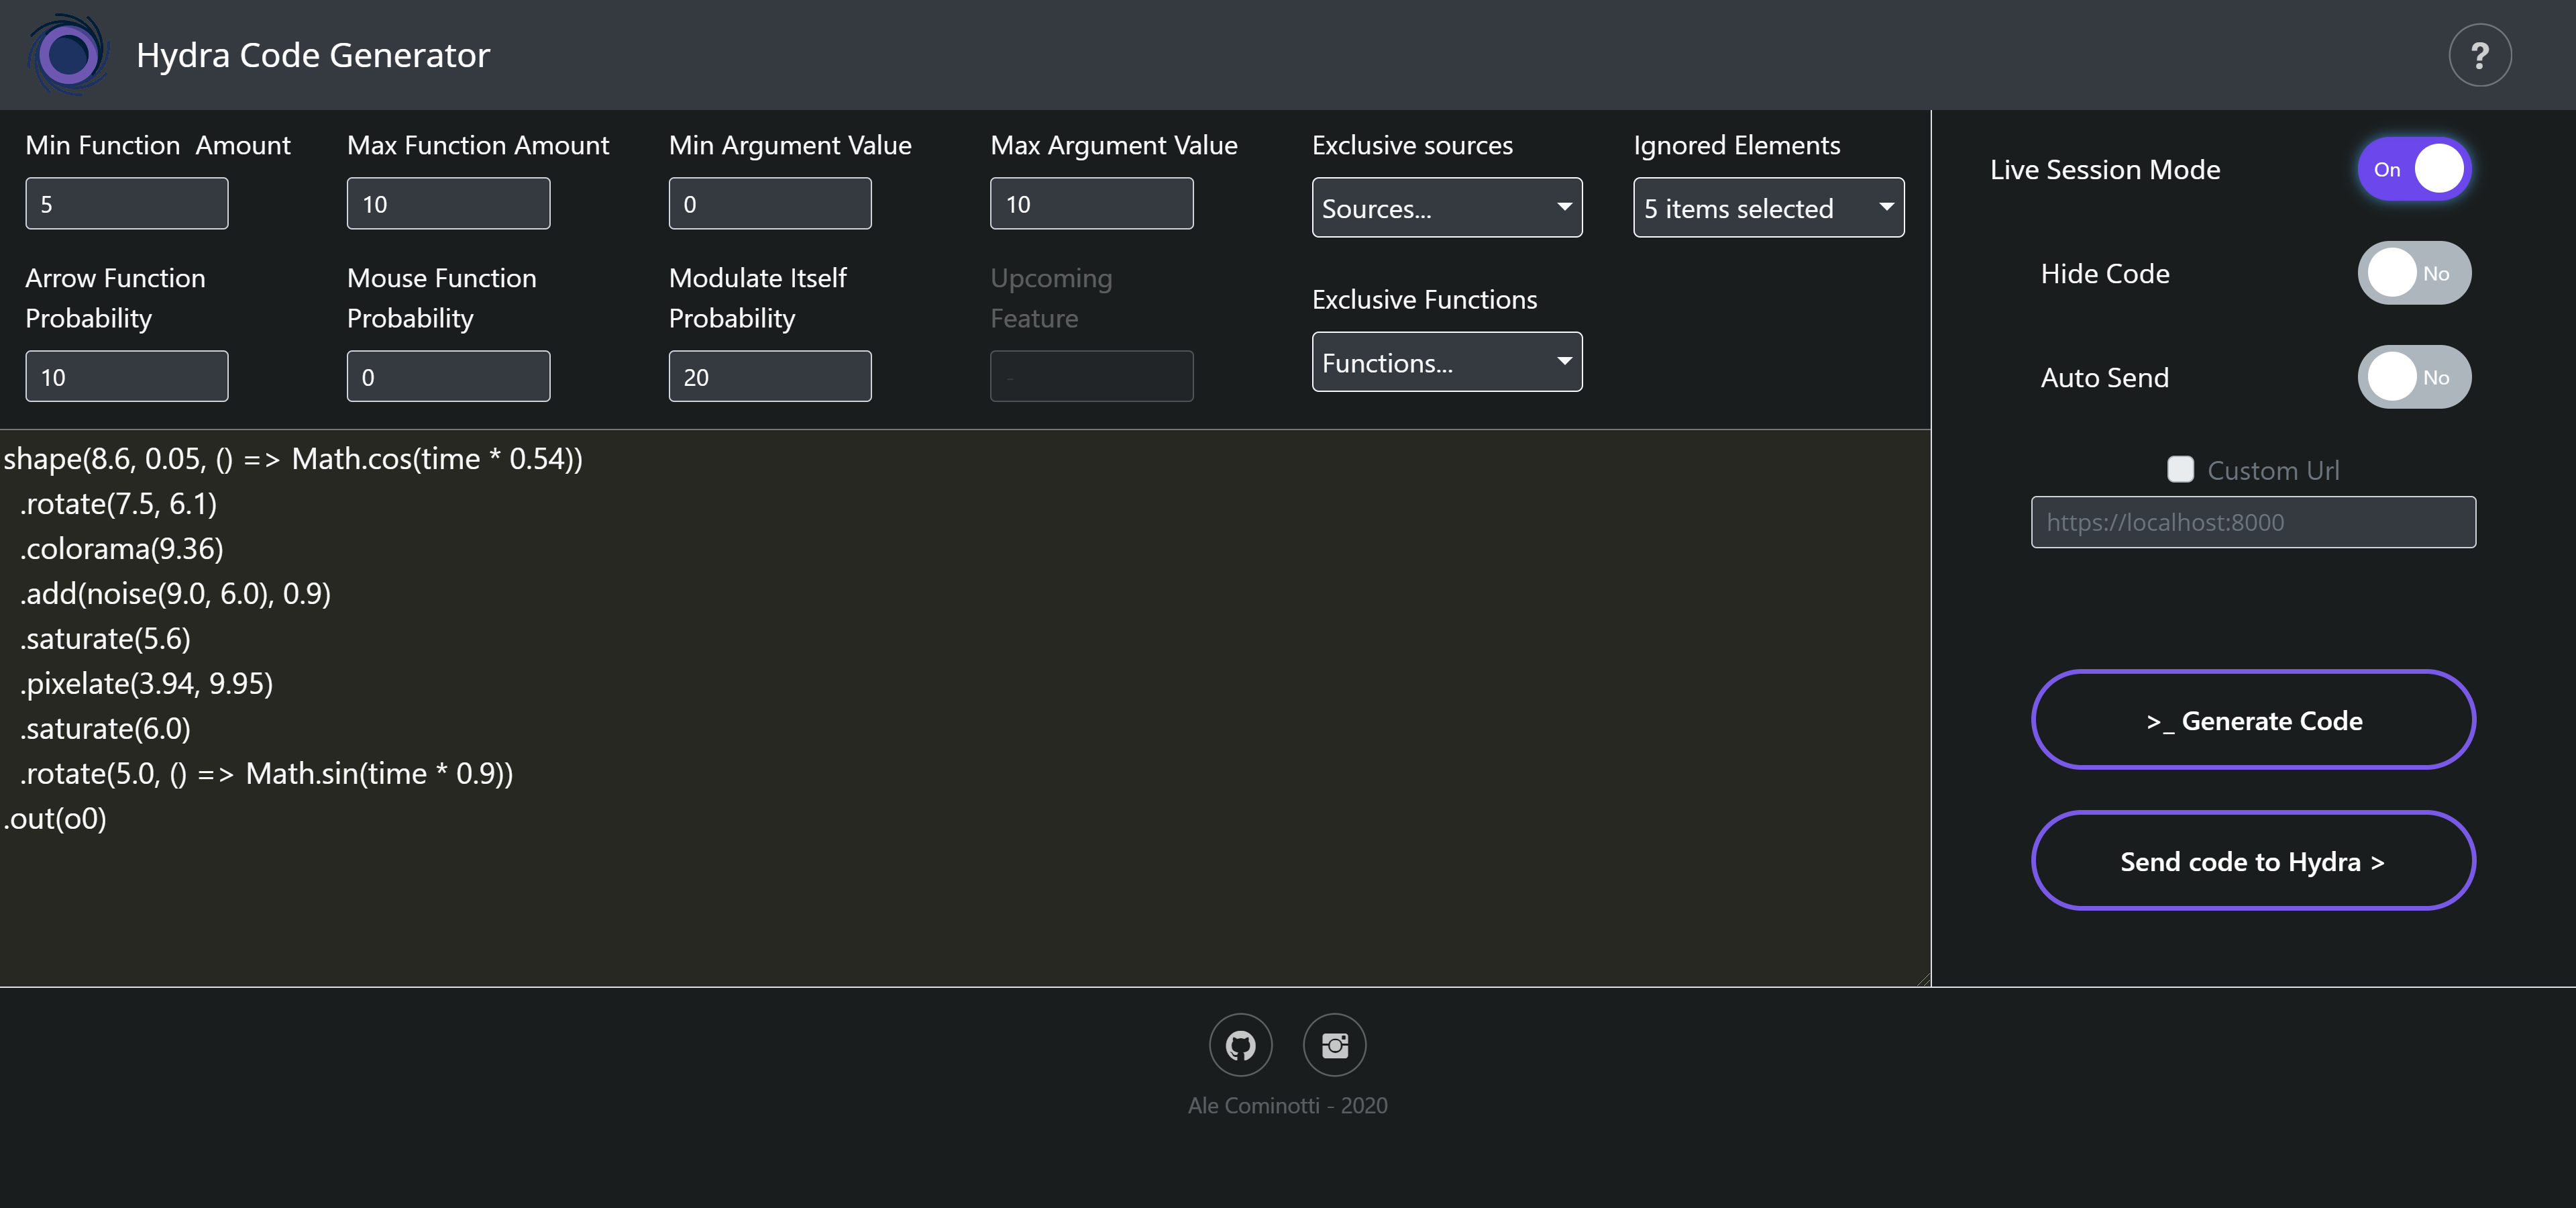 Hydra Code Generator
?
Min Function  Amount
5
Max Function Amount
10
Min Argument Value
0
Max Argument Value
10
Exclusive sources
Sources...
Ignored Elements
5 items selected
Arrow Function
Probability
10
Mouse Function
Probability
0
Modulate Itself
Probability
20
Upcoming
Feature
-
Exclusive Functions
Functions...
shape(8.6, 0.05, () => Math.cos(time * 0.54))
  .rotate(7.5, 6.1)
  .colorama(9.36)
  .add(noise(9.0, 6.0), 0.9)
  .saturate(5.6)
  .pixelate(3.94, 9.95)
  .saturate(6.0)
  .rotate(5.0, () => Math.sin(time * 0.9))
.out(o0)
Live Session Mode
On
Hide Code
No
Auto Send
No
Custom Url
https://localhost:8000
>_ Generate Code
Send code to Hydra >
Ale Cominotti - 2020